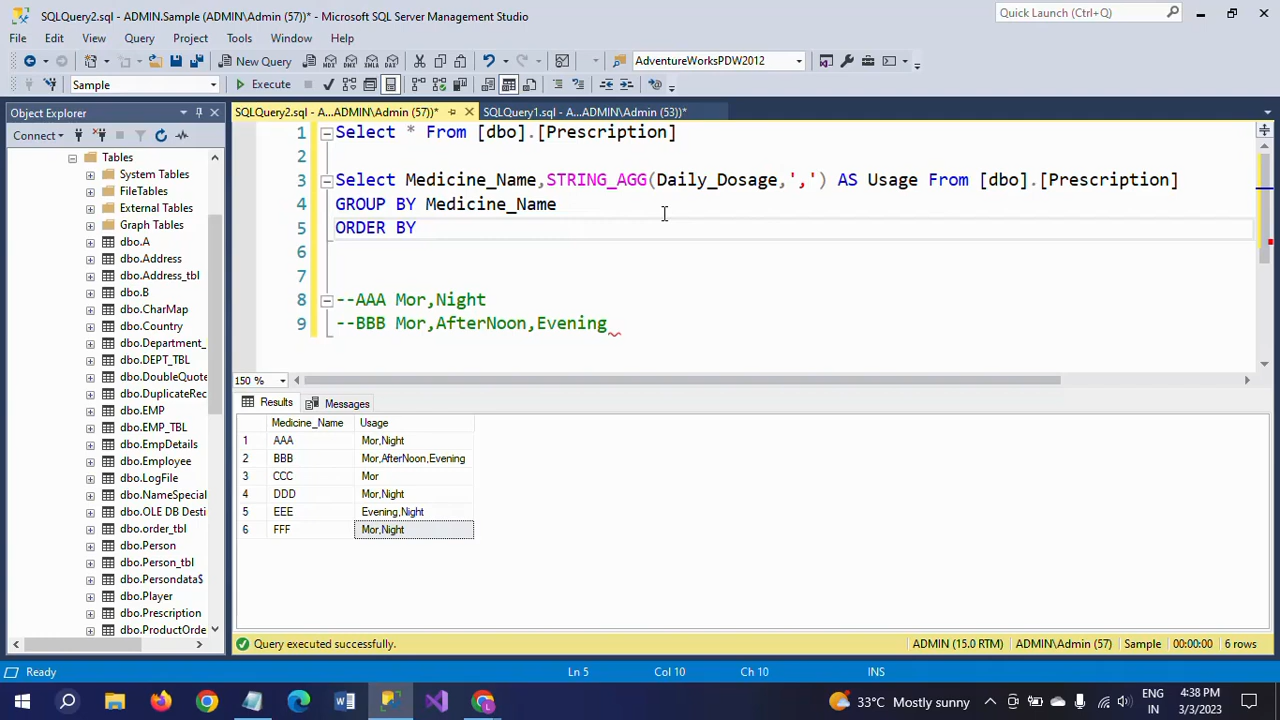 SQLQuery2.sql - ADMIN.Sample (ADMIN\Admin (57))* - Microsoft SQL Server Management Studio
Quick Launch (Ctrl+Q)
File Edit View Query Project Tools Window Help
New Query
AdventureWorksPDW2012
Sample
Execute
Object Explorer
SQLQuery2.sql - A...ADMIN\Admin (57))*
SQLQuery1.sql - A...ADMIN\Admin (53))*
Connect
Tables
System Tables
FileTables
External Tables
Graph Tables
dbo.A
dbo.Address
dbo.Address_tbl
dbo.B
dbo.CharMap
dbo.Country
dbo.Department_
dbo.DEPT_TBL
dbo.DoubleQuote
dbo.DuplicateRec
dbo.EMP
dbo.EMP_TBL
dbo.EmpDetails
dbo.Employee
dbo.LogFile
dbo.NameSpecial
dbo.OLE DB Desti
dbo.order_tbl
dbo.Person
dbo.Person_tbl
dbo.Persondata$
dbo.Player
dbo.Prescription
dbo.ProductOrde
1 Select * From [dbo].[Prescription]
2
3 Select Medicine_Name,STRING_AGG(Daily_Dosage,',') AS Usage From [dbo].[Prescription]
4 GROUP BY Medicine_Name
5 ORDER BY
6
7
8 --AAA Mor,Night
9 --BBB Mor,AfterNoon,Evening
150 %
Results Messages
Medicine_Name Usage
1 AAA Mor,Night
2 BBB Mor,AfterNoon,Evening
3 CCC Mor
4 DDD Mor,Night
5 EEE Evening,Night
6 FFF Mor,Night
Query executed successfully.
ADMIN (15.0 RTM) ADMIN\Admin (57) Sample 00:00:00 6 rows
Ready Ln 5 Col 10 Ch 10 INS
33°C Mostly sunny
ENG
IN
4:38 PM
3/3/2023